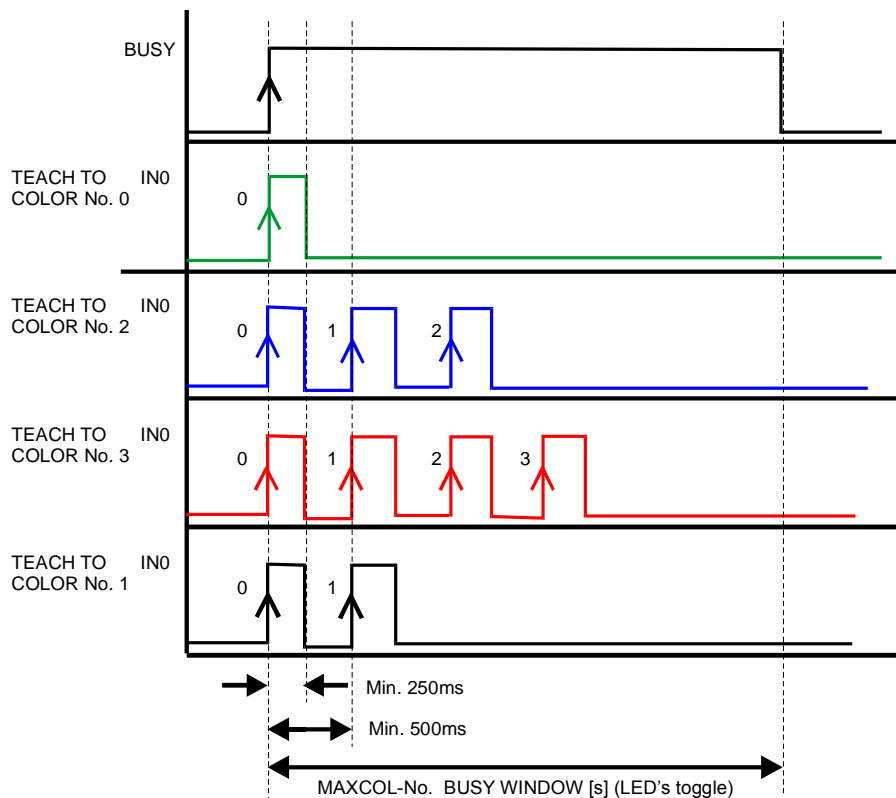 BUSY
TEACH TO IN0
COLOR No. 0
0
TEACH TO IN0
COLOR No. 2
0 1 2
TEACH TO IN0
COLOR No. 3
0 1 2 3
TEACH TO IN0
COLOR No. 1
0 1
Min. 250ms
Min. 500ms
MAXCOL-No. BUSY WINDOW [s] (LED's toggle)